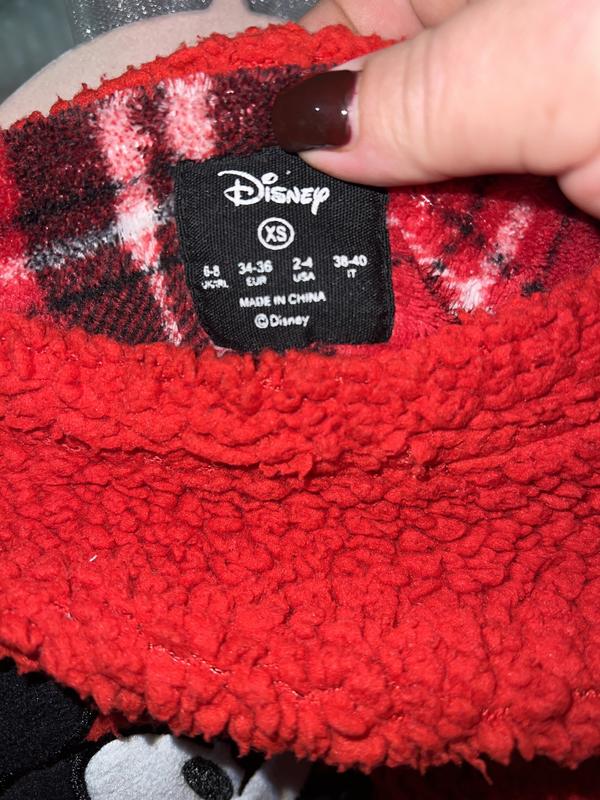 Disney
XS
6-8 34-36 2-4 38-40
UK/IRL EUR USA IT
MADE IN CHINA
©Disney